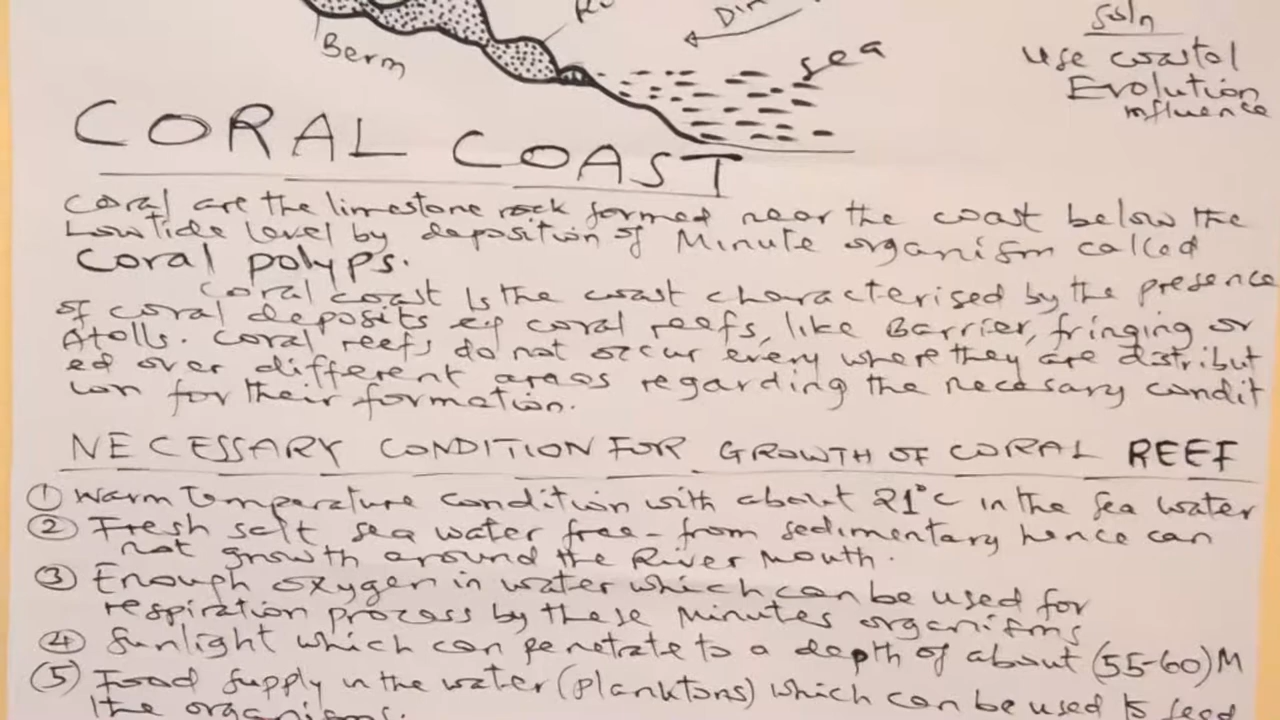 Berm
sea
ssln
Use coastal
Evolution
influence
CORAL COAST
Coral are the limestone rock formed near the coast below the
Low Tide Level by deposition of Minute organism called
Coral polyps.
Coral coast Is the coast characterised by the presence
of coral deposits eg coral reefs, like Barrier, fringing or
Atolls. Coral reefs do not occur every where they are distribut
ed over different areas regarding the necessary condit
ion for their formation.
NECESSARY CONDITION FOR GROWTH OF CORAL REEF
① Warm temperature condition with about 21°C in the sea water
② Fresh salt sea water free-from sedimentary hence can
not growth around the River Mouth.
③ Enough oxygen in water which can be used for
respiration process by these Minutes organisms
④ Sunlight which can penetrate to a depth of about (55-60)M
⑤ Food Supply in the water (planktons) which can be used to feed
the organisms.